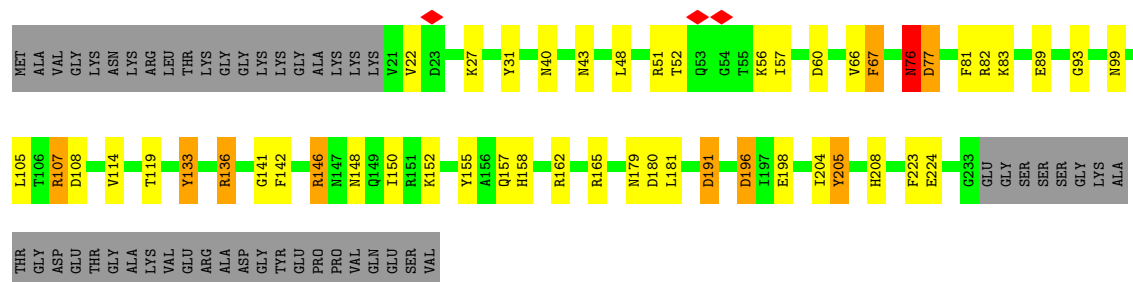 MET ALA VAL GLY LYS ASN LYS ARG LEU THR LYS GLY GLY LYS LYS GLY ALA LYS LYS LYS V21 V22 D23 K27 Y31 N40 N43 L48 R51 T52 Q53 G54 T55 K56 I57 D60 V66 F67 N76 D77 F81 R82 K83 E89 G93 N99
L105 T106 R107 D108 V114 T119 Y133 R136 G141 F142 R146 N147 N148 Q149 I150 R151 K152 Y155 A156 Q157 H158 R162 R165 N179 D180 L181 D191 D196 I197 E198 I204 Y205 H208 F223 E224 G233 GLU GLY SER SER SER GLY LYS ALA
THR GLY ASP GLU THR GLY ALA LYS VAL GLU ARG ALA ASP GLY TYR GLU PRO PRO VAL GLN GLU SER VAL